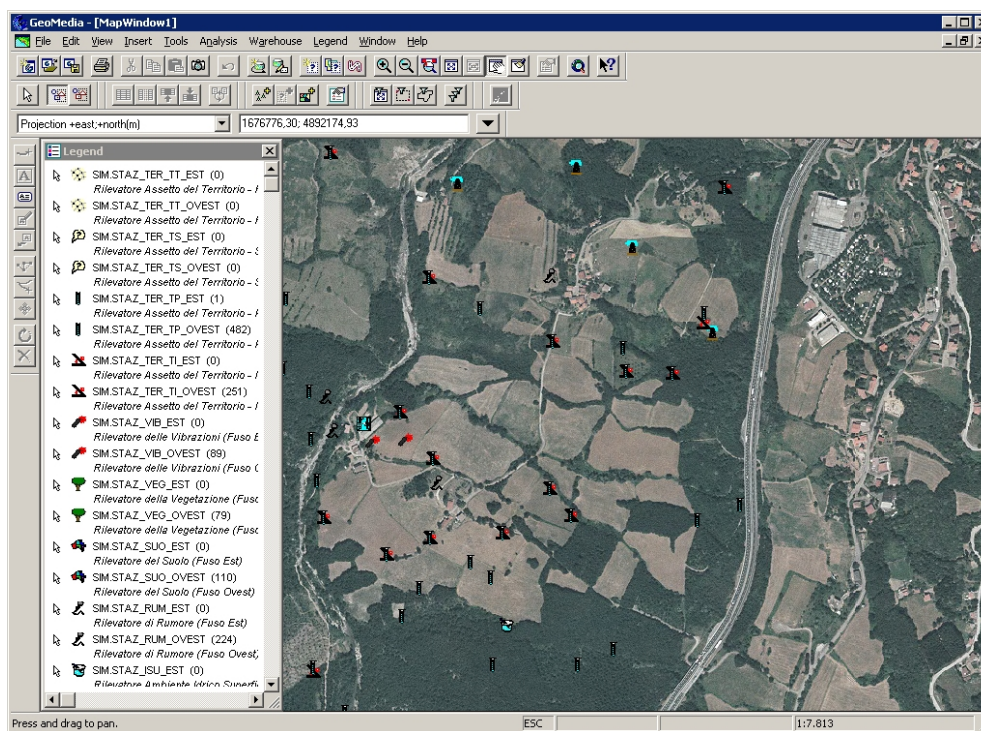 GeoMedia - [MapWindow1]
File Edit View Insert Tools Analysis Warehouse Legend Window Help
Projection +east;+north(m) 1676776,30; 4892174,93
Legend
SIM.STAZ_TER_TT_EST (0)
Rilevatore Assetto del Territorio -
SIM.STAZ_TER_TT_OVEST (0)
Rilevatore Assetto del Territorio -
SIM.STAZ_TER_TS_EST (0)
Rilevatore Assetto del Territorio -
SIM.STAZ_TER_TS_OVEST (0)
Rilevatore Assetto del Territorio -
SIM.STAZ_TER_TP_EST (1)
Rilevatore Assetto del Territorio -
SIM.STAZ_TER_TP_OVEST (482)
Rilevatore Assetto del Territorio -
SIM.STAZ_TER_TI_EST (0)
Rilevatore Assetto del Territorio -
SIM.STAZ_TER_TI_OVEST (251)
Rilevatore Assetto del Territorio -
SIM.STAZ_VIB_EST (0)
Rilevatore delle Vibrazioni (Fuso E
SIM.STAZ_VIB_OVEST (89)
Rilevatore delle Vibrazioni (Fuso
SIM.STAZ_VEG_EST (0)
Rilevatore della Vegetazione (Fuso
SIM.STAZ_VEG_OVEST (79)
Rilevatore della Vegetazione (Fuso
SIM.STAZ_SUO_EST (0)
Rilevatore del Suolo (Fuso Est)
SIM.STAZ_SUO_OVEST (110)
Rilevatore del Suolo (Fuso Ovest)
SIM.STAZ_RUM_EST (0)
Rilevatore di Rumore (Fuso Est)
SIM.STAZ_RUM_OVEST (224)
Rilevatore di Rumore (Fuso Ovest)
SIM.STAZ_ISU_EST (0)
Rilevatore Ambiente Idrico Superfi
Press and drag to pan. ESC 1:7.813